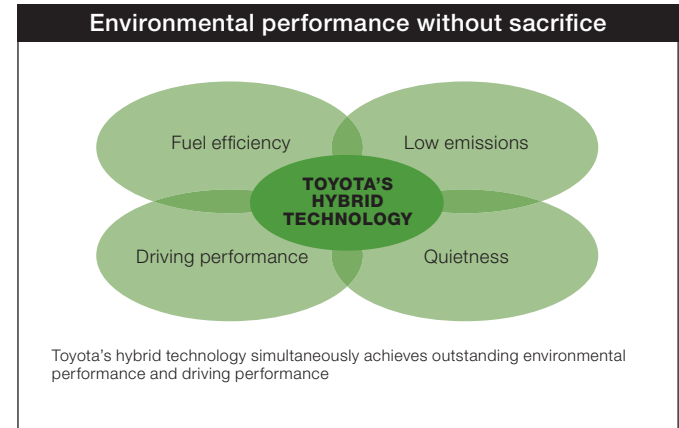 Environmental performance without sacrifice
Fuel efficiency
Low emissions
TOYOTA'S
HYBRID
TECHNOLOGY
Driving performance
Quietness
Toyota's hybrid technology simultaneously achieves outstanding environmental
performance and driving performance